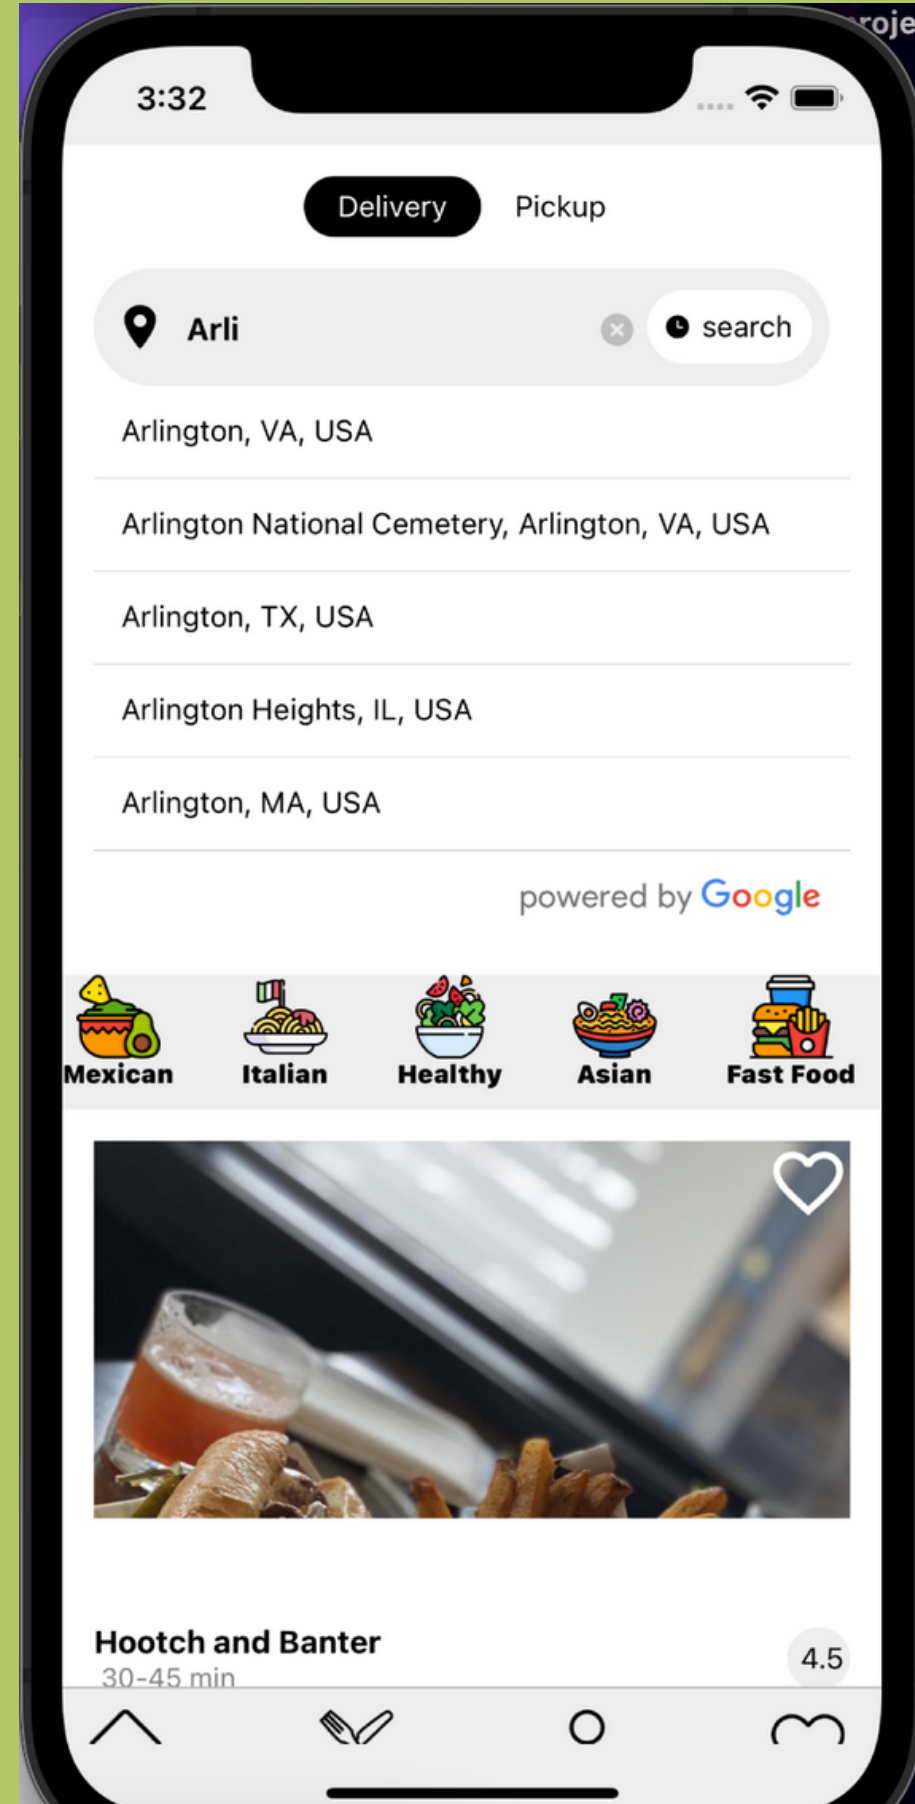 roje
3:32
Delivery Pickup
Arli search
Arlington, VA, USA
Arlington National Cemetery, Arlington, VA, USA
Arlington, TX, USA
Arlington Heights, IL, USA
Arlington, MA, USA
powered by Google
Mexican Italian Healthy Asian Fast Food
Hootch and Banter
30-45 min
4.5